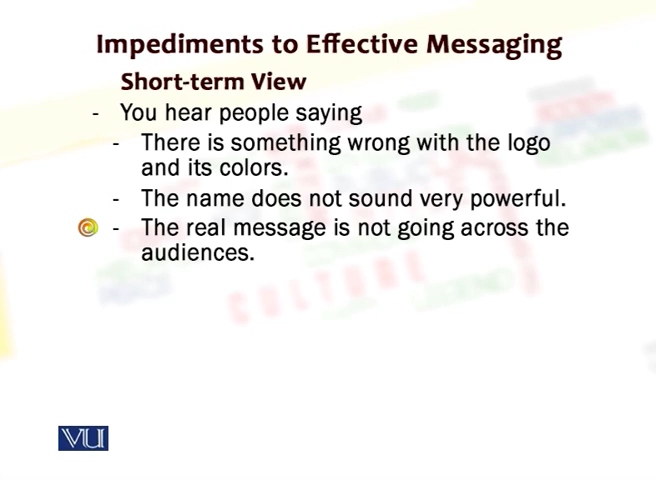 Impediments to Effective Messaging
Short-term View
- You hear people saying
- There is something wrong with the logo
and its colors.
- The name does not sound very powerful.
- The real message is not going across the
audiences.
CULTURE
VU